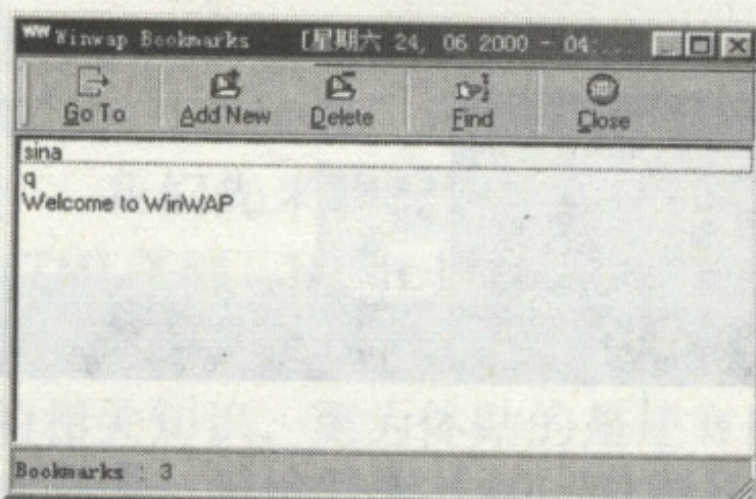 WW Winwap Bookmarks [星期六 24, 06 2000 - 04:...
Go To Add New Delete Find Close
sina
q
Welcome to WinWAP
Bookmarks : 3